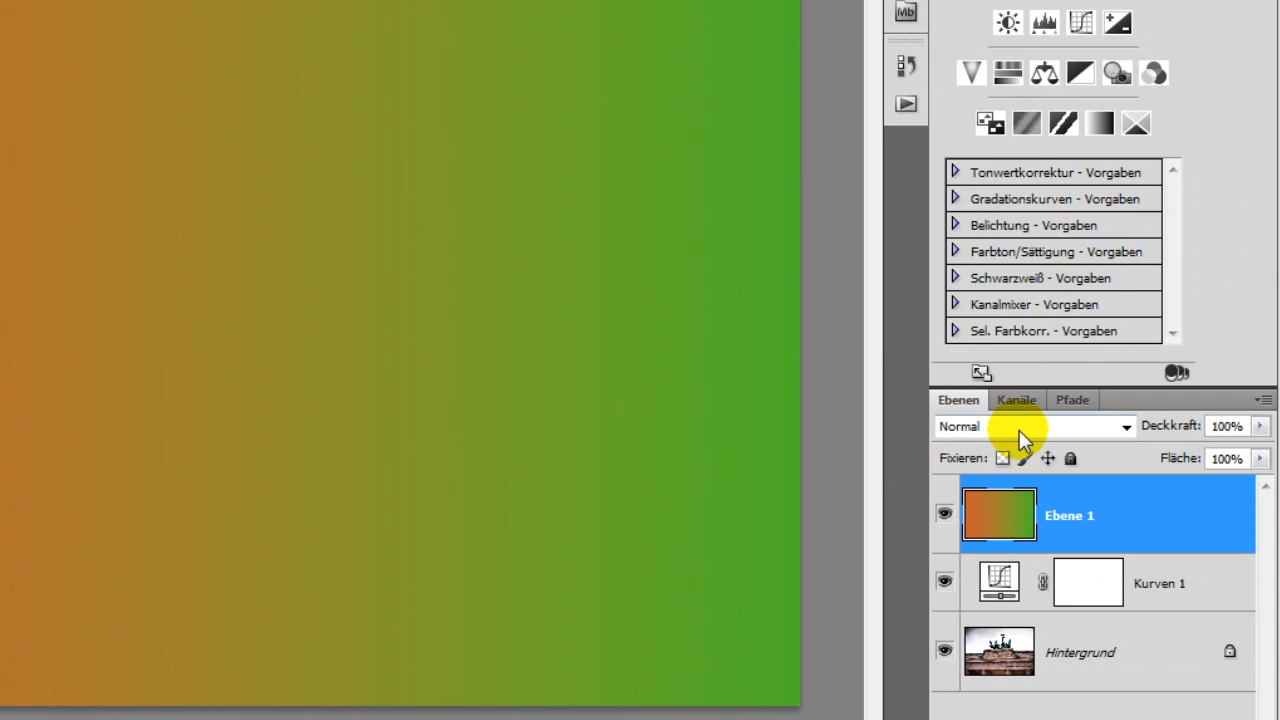 Mb
Tonwertkorrektur - Vorgaben
Gradationskurven - Vorgaben
Belichtung - Vorgaben
Farbton/Sättigung - Vorgaben
Schwarzweiß - Vorgaben
Kanalmixer - Vorgaben
Sel. Farbkorr. - Vorgaben
Ebenen Kanäle Pfade
Normal Deckkraft: 100%
Fixieren: Fläche: 100%
Ebene 1
Kurven 1
Hintergrund